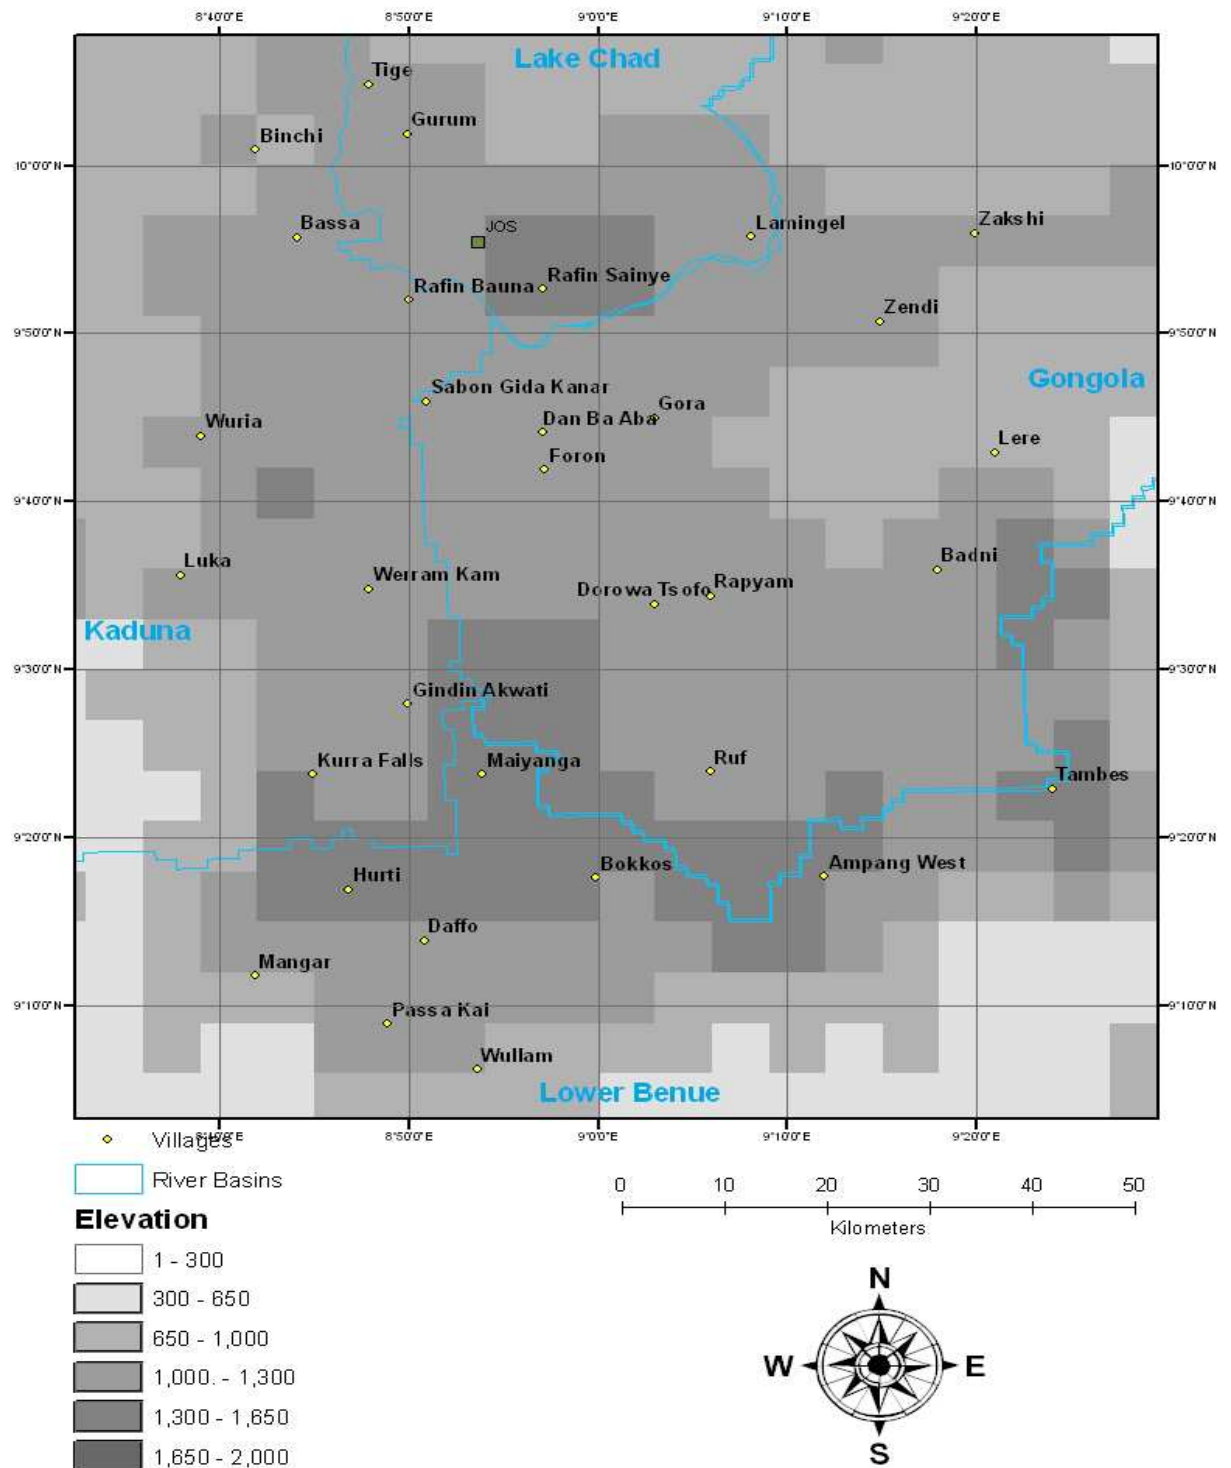 8°40'0"E 8°50'0"E 9°00'E 9°10'0"E 9°20'0"E
Lake Chad
Tige
Gurum
Binchi
10°0'0"N 10°0'0"N
Bassa
JOS
Lamingel
Zakshi
Rafin Sainye
Rafin Bauna
Zendi
9°50'0"N 9°50'0"N
Gongola
Sabon Gida Kanar
Gora
Dan Ba Aba
Wuria
Lere
Foron
9°40'0"N 9°40'0"N
Badni
Luka
Werram Kam
Dorowa Tsofo
Rapyam
Kaduna
9°30'0"N 9°30'0"N
Gindin Akwati
Kurra Falls
Maiyanga
Ruf
Tambes
9°20'0"N 9°20'0"N
Bokkos
Ampang West
Hurti
Daffo
Mangar
9°10'0"N 9°10'0"N
Passa Kai
Wullam
Lower Benue
8°40'0"E 8°50'0"E 9°00'E 9°10'0"E 9°20'0"E
Villages
River Basins
0 10 20 30 40 50
Kilometers
Elevation
1 - 300
300 - 650
650 - 1,000
1,000. - 1,300
1,300 - 1,650
1,650 - 2,000
N
W E
S